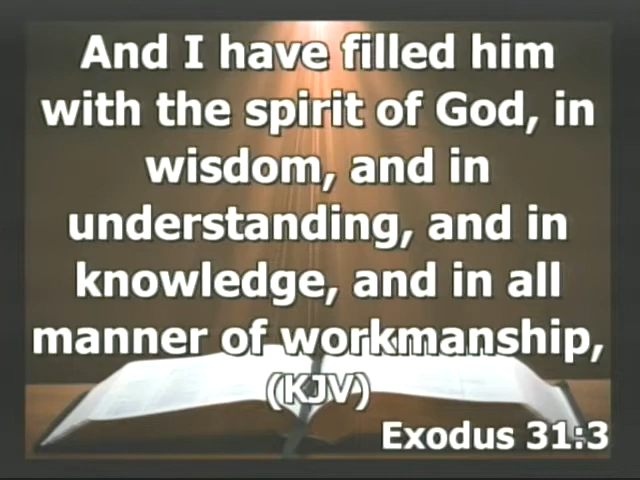 And I have filled him
with the spirit of God, in
wisdom, and in
understanding, and in
knowledge, and in all
manner of workmanship,
(KJV)
Exodus 31:3